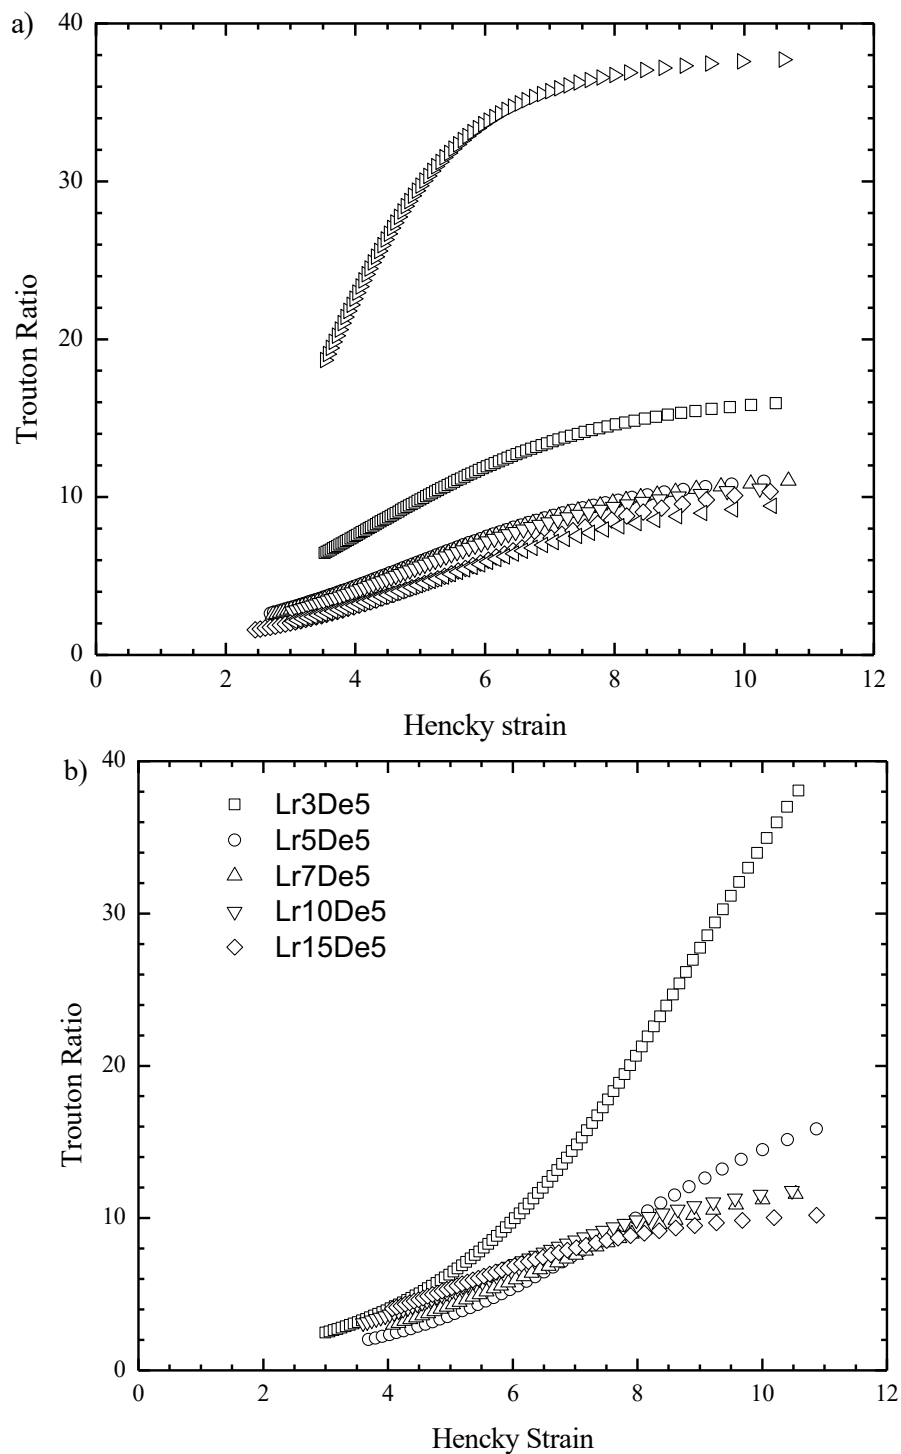 a)
40
30
20
10
0
Trouton Ratio
0 2 4 6 8 10 12
Hencky strain
b)
40
30
20
10
0
Trouton Ratio
Lr3De5
Lr5De5
Lr7De5
Lr10De5
Lr15De5
0 2 4 6 8 10 12
Hencky Strain